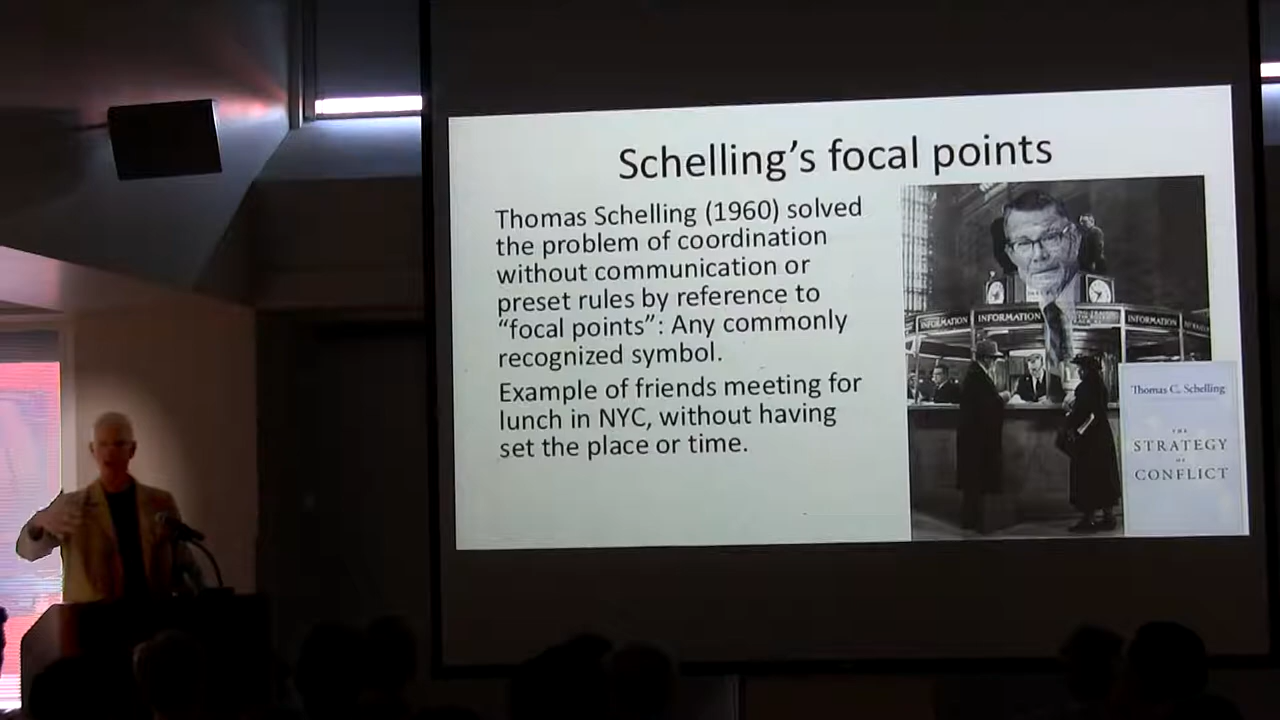 Schelling's focal points
Thomas Schelling (1960) solved
the problem of coordination
without communication or
preset rules by reference to
“focal points”: Any commonly
recognized symbol.
Example of friends meeting for
lunch in NYC, without having
set the place or time.
INFORMATION
INFORMATION
INFORMATION
Thomas C. Schelling
THE
STRATEGY
OF
CONFLICT